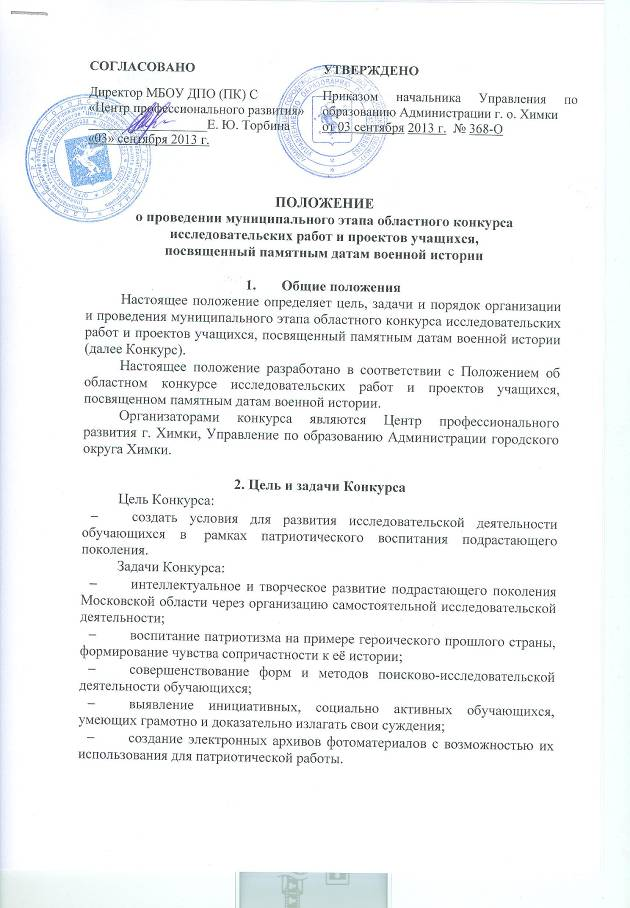 СОГЛАСОВАНО
Директор МБОУ ДПО (ПК) С
«Центр профессионального развития»
Е. Ю. Торбина
«03» сентября 2013 г.
УТВЕРЖДЕНО
Приказом начальника Управления по
образованию Администрации г. о. Химки
от 03 сентября 2013 г. № 368-О
ПОЛОЖЕНИЕ
о проведении муниципального этапа областного конкурса
исследовательских работ и проектов учащихся,
посвященный памятным датам военной истории
1. Общие положения
Настоящее положение определяет цель, задачи и порядок организации
и проведения муниципального этапа областного конкурса исследовательских
работ и проектов учащихся, посвященный памятным датам военной истории
(далее Конкурс).
Настоящее положение разработано в соответствии с Положением об
областном конкурсе исследовательских работ и проектов учащихся,
посвященном памятным датам военной истории.
Организаторами конкурса являются Центр профессионального
развития г. Химки, Управление по образованию Администрации городского
округа Химки.
2. Цель и задачи Конкурса
Цель Конкурса:
– создать условия для развития исследовательской деятельности
обучающихся в рамках патриотического воспитания подрастающего
поколения.
Задачи Конкурса:
– интеллектуальное и творческое развитие подрастающего поколения
Московской области через организацию самостоятельной исследовательской
деятельности;
– воспитание патриотизма на примере героического прошлого страны,
формирование чувства сопричастности к её истории;
– совершенствование форм и методов поисково-исследовательской
деятельности обучающихся;
– выявление инициативных, социально активных обучающихся,
умеющих грамотно и доказательно излагать свои суждения;
– создание электронных архивов фотоматериалов с возможностью их
использования для патриотической работы.